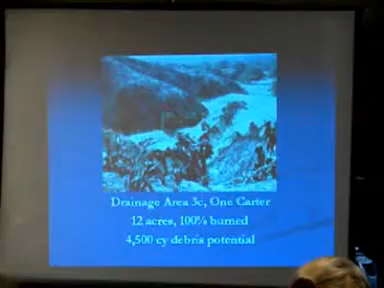 Drainage Area 3c, One Carter
12 acres, 100% burned
4,500 cy debris potential